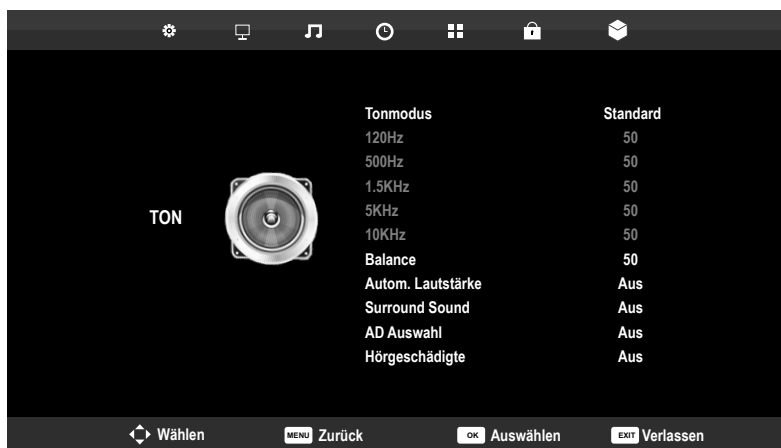 Tonmodus Standard
120Hz 50
500Hz 50
1.5KHz 50
5KHz 50
TON
10KHz 50
Balance 50
Autom. Lautstärke Aus
Surround Sound Aus
AD Auswahl Aus
Hörgeschädigte Aus
Wählen MENU Zurück OK Auswählen EXIT Verlassen